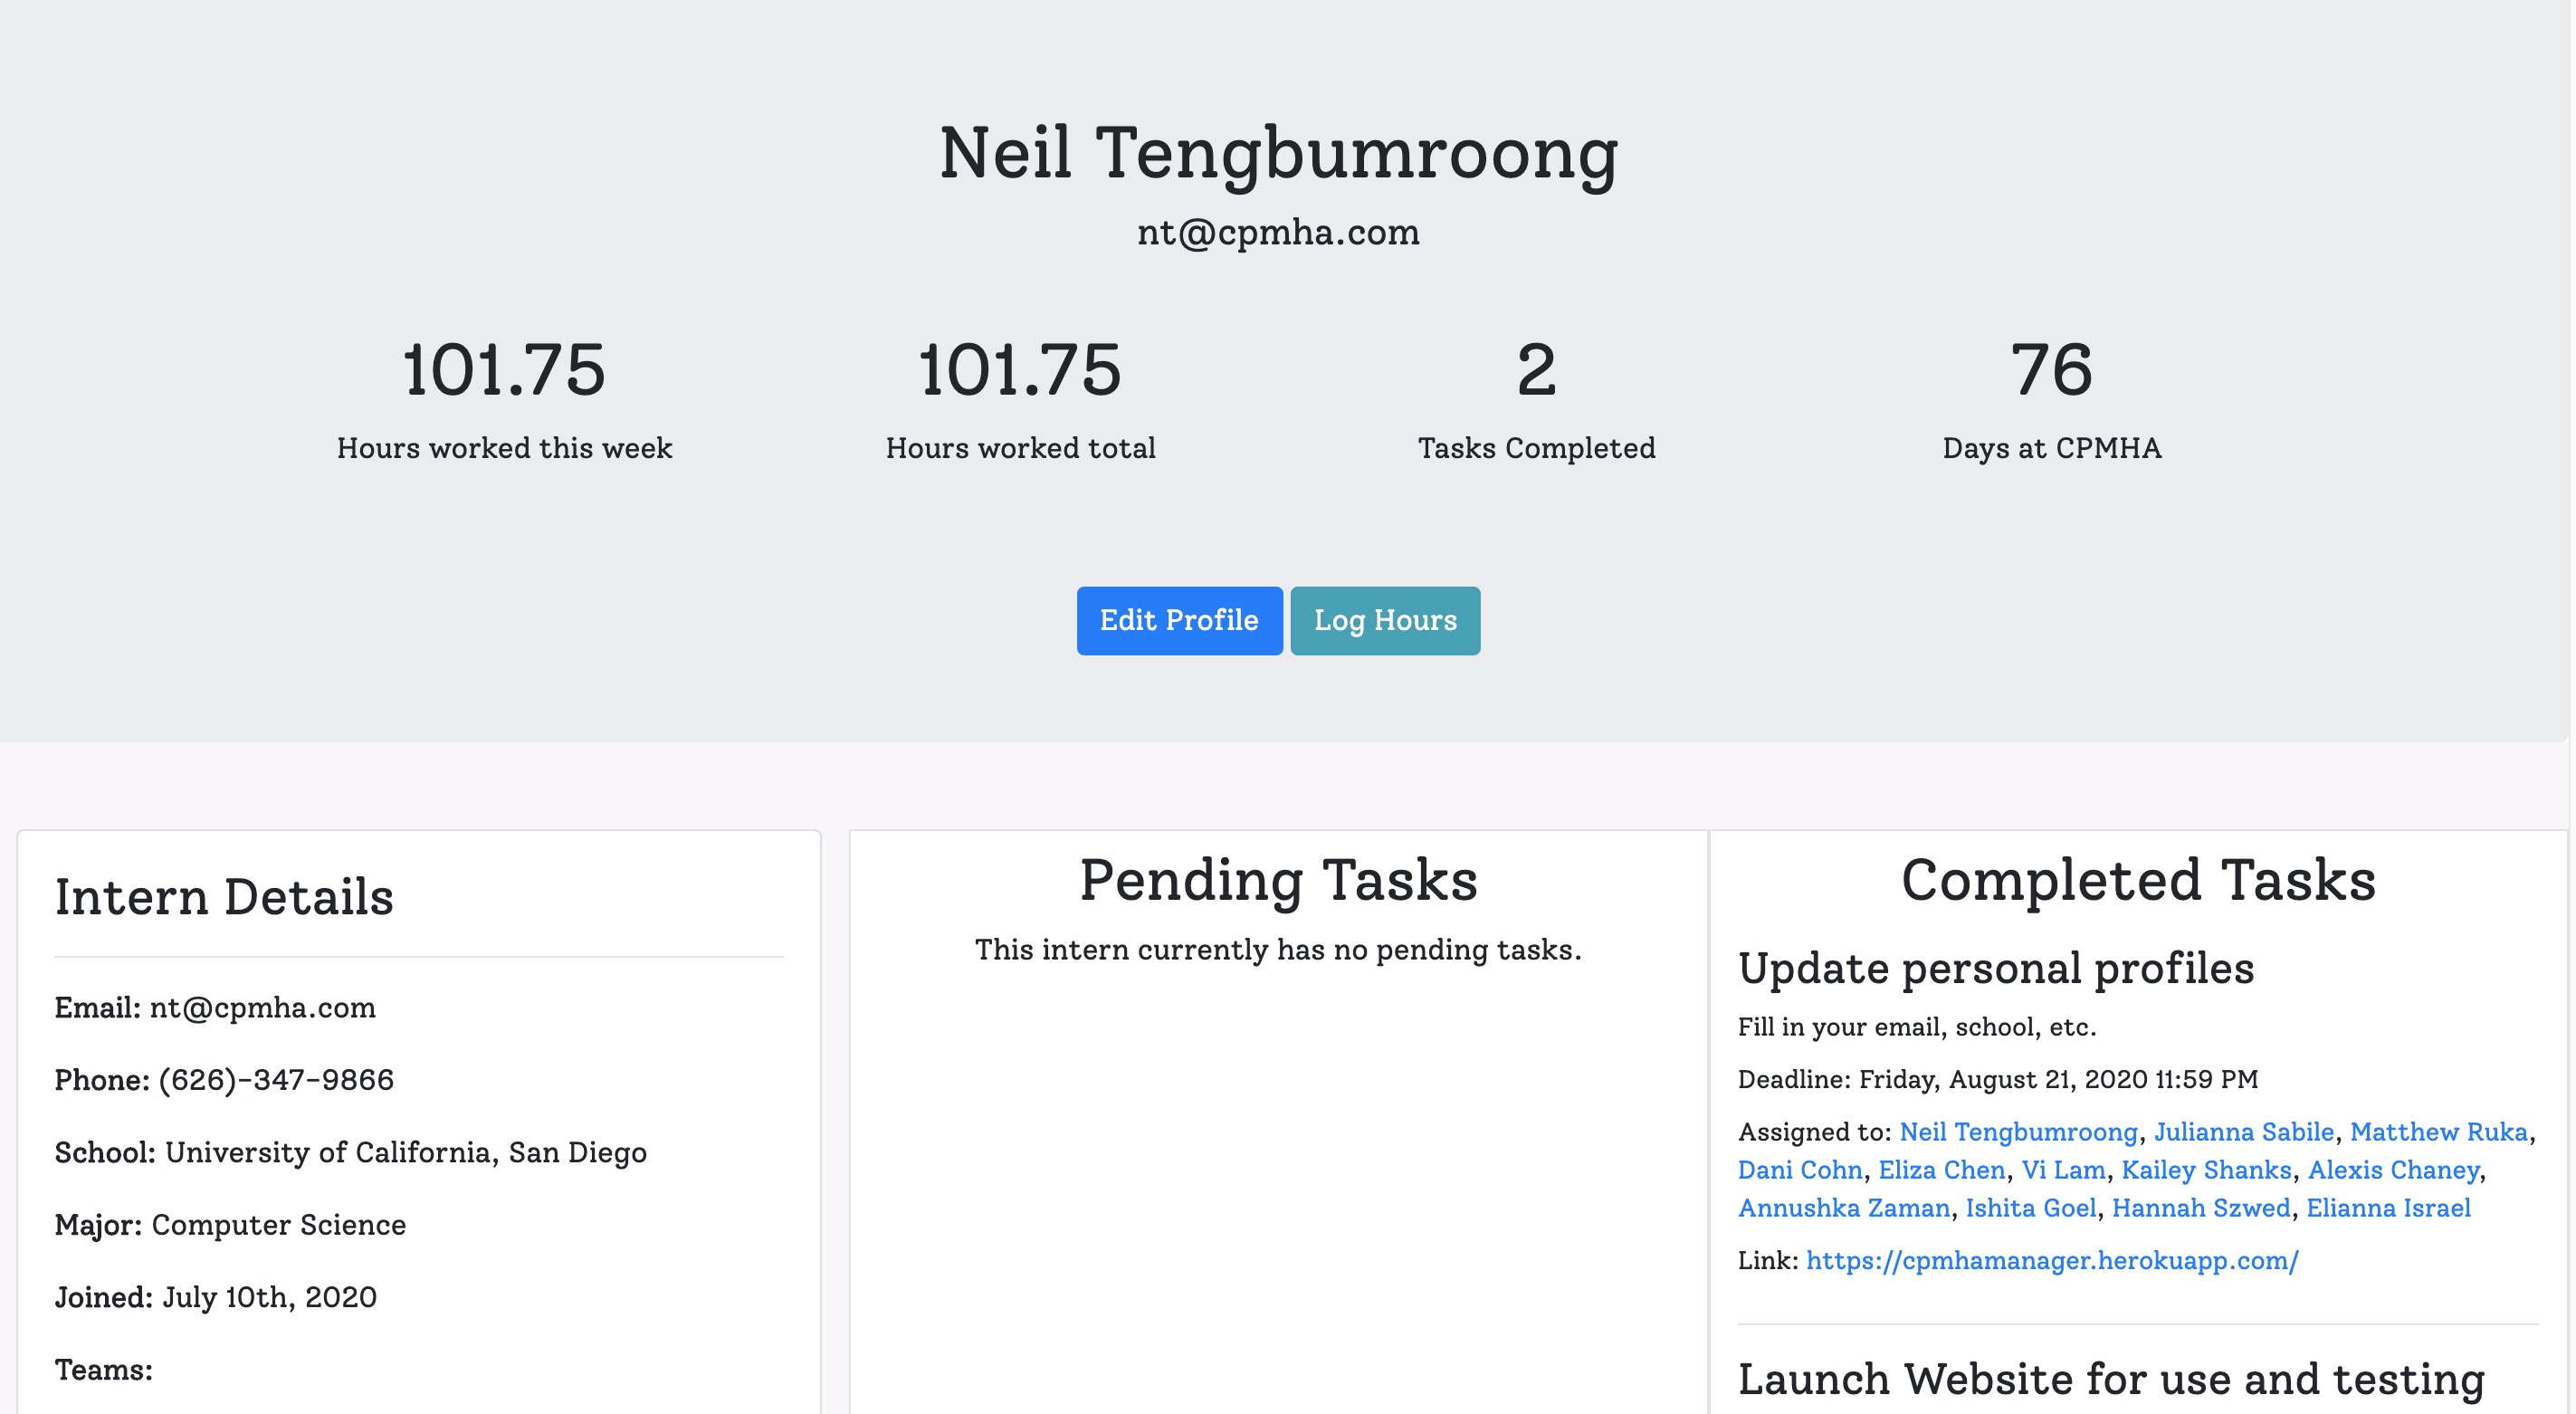 Neil Tengbumroong
nt@cpmha.com
101.75
Hours worked this week
101.75
Hours worked total
2
Tasks Completed
76
Days at CPMHA
Edit Profile
Log Hours
Intern Details
Email: nt@cpmha.com
Phone: (626)-347-9866
School: University of California, San Diego
Major: Computer Science
Joined: July 10th, 2020
Teams:
Pending Tasks
This intern currently has no pending tasks.
Completed Tasks
Update personal profiles
Fill in your email, school, etc.
Deadline: Friday, August 21, 2020 11:59 PM
Assigned to: Neil Tengbumroong, Julianna Sabile, Matthew Ruka,
Dani Cohn, Eliza Chen, Vi Lam, Kailey Shanks, Alexis Chaney,
Annushka Zaman, Ishita Goel, Hannah Szwed, Elianna Israel
Link: https://cpmhamanager.herokuapp.com/
Launch Website for use and testing